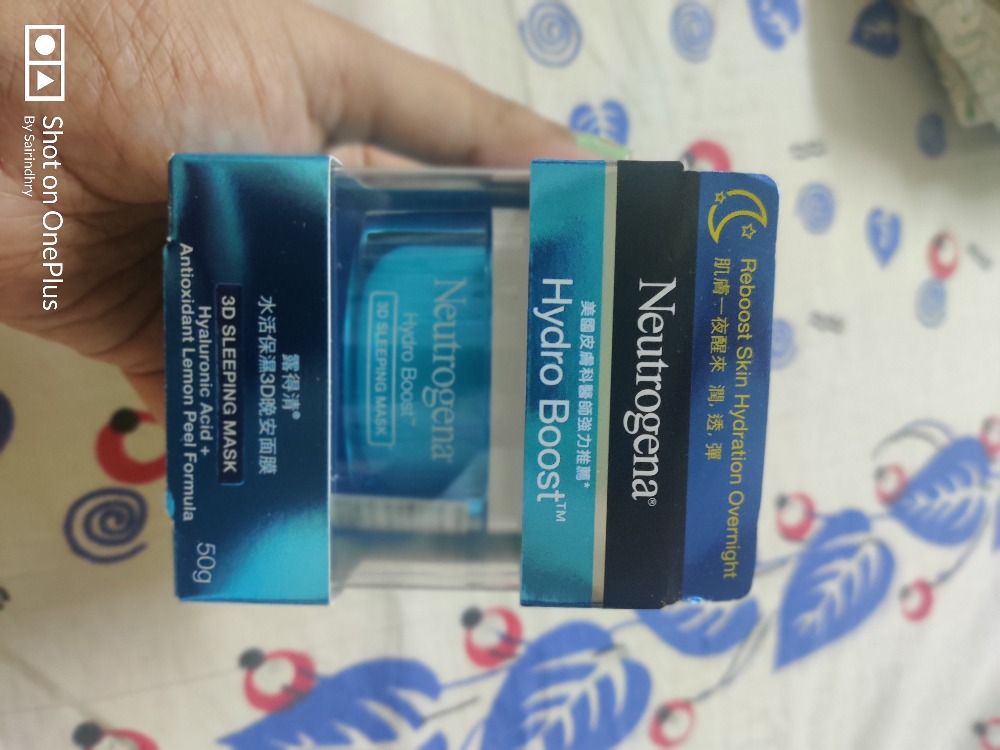 Reboost Skin Hydration Overnight
肌膚一夜醒來 潤, 透, 彈
Neutrogena®
美國皮膚科醫師強力推薦*
Hydro Boost™
Neutrogena
Hydro Boost™
3D SLEEPING MASK
露得清®
水活保濕3D晚安面膜
3D SLEEPING MASK
Hyaluronic Acid +
Antioxidant Lemon Peel Formula
50g
Shot on OnePlus
By Sairindhry